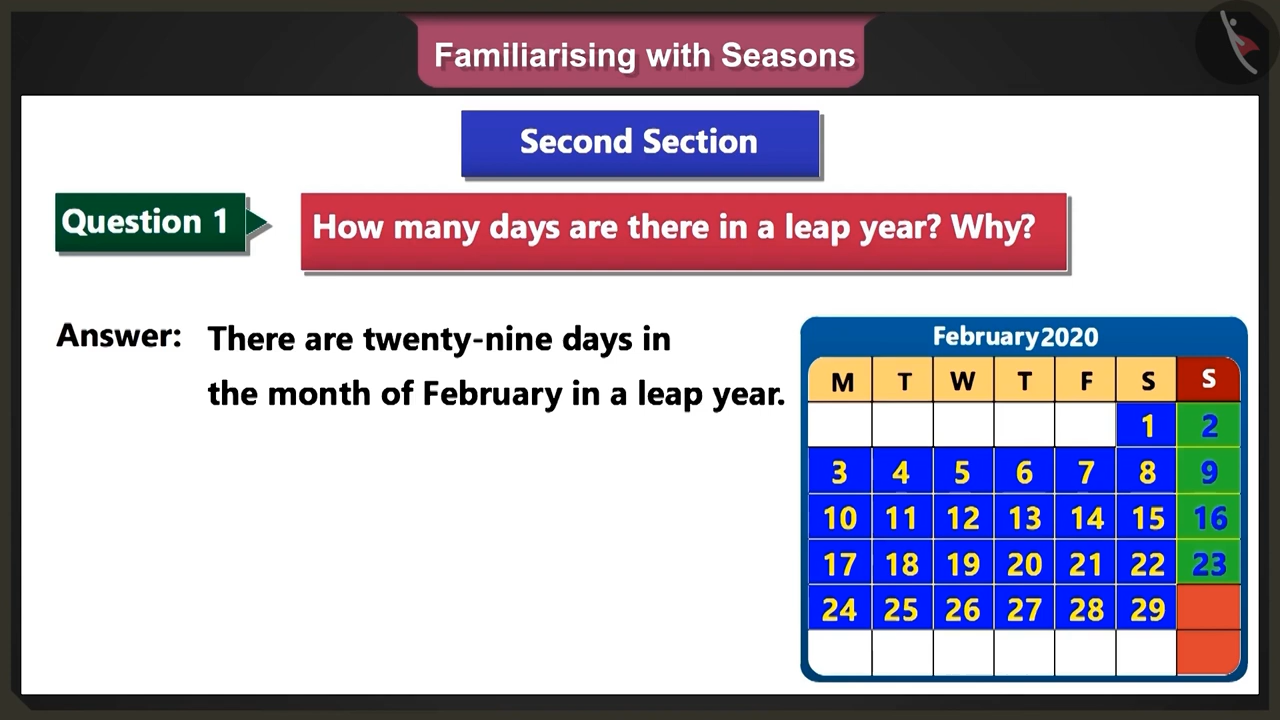 Familiarising with Seasons
Second Section
Question 1
How many days are there in a leap year? Why?
Answer: There are twenty-nine days in
the month of February in a leap year.
February 2020
M T W T F S S
1 2
3 4 5 6 7 8 9
10 11 12 13 14 15 16
17 18 19 20 21 22 23
24 25 26 27 28 29